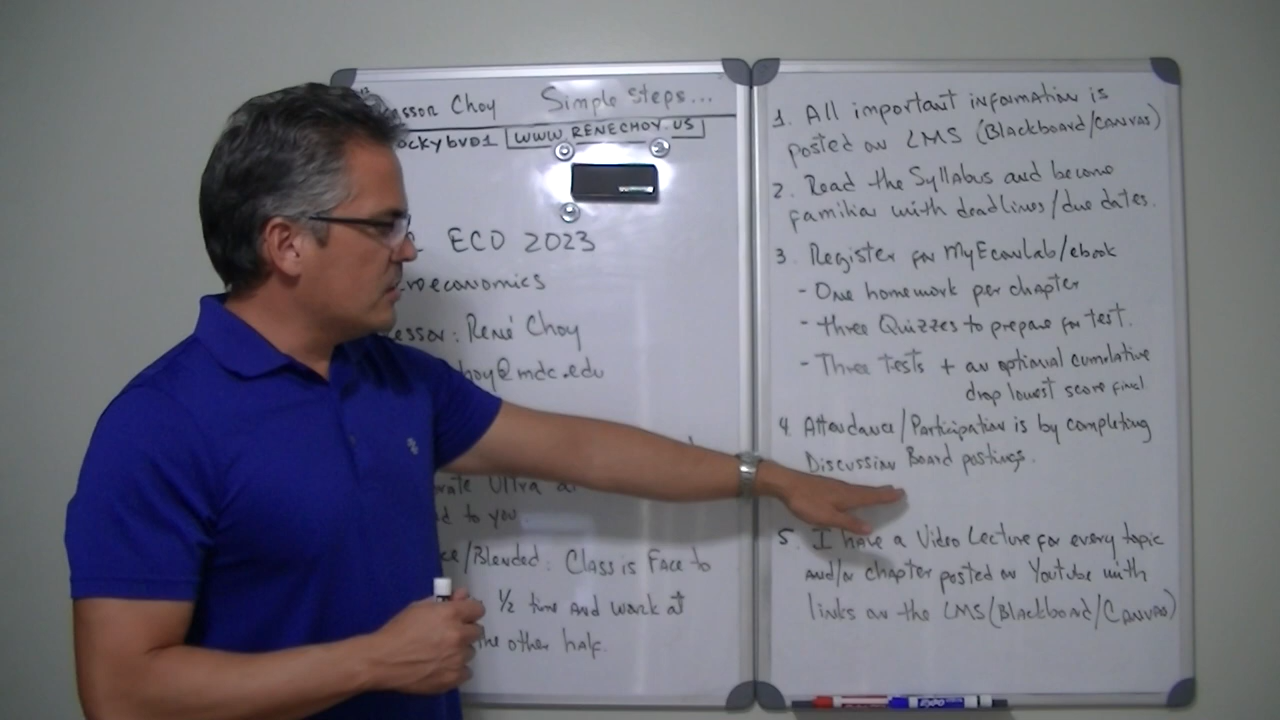 Choy Simple Steps...
ockybvd1 WWW.RENECHOY.US
ECO 2023
oeconomics
essor: René Choy
hoy@mdc.edu
rate Ultra
d to you
ce/Blended: Class is Face to
1/2 time and work at
the other half.
1. All important information is
posted on LMS (Blackboard/Canvas)
2. Read the Syllabus and become
familiar with deadlines/due dates.
3. Register for MyEconLab/ebook
- One homework per chapter
- Three Quizzes to prepare for test.
- Three Tests + an optional cumulative
drop lowest score final
4. Attendance/Participation is by completing
Discussion Board postings.
5. I have a Video Lecture for every topic
and/or chapter posted on Youtube with
links on the LMS (Blackboard/Canvas)
EXPO